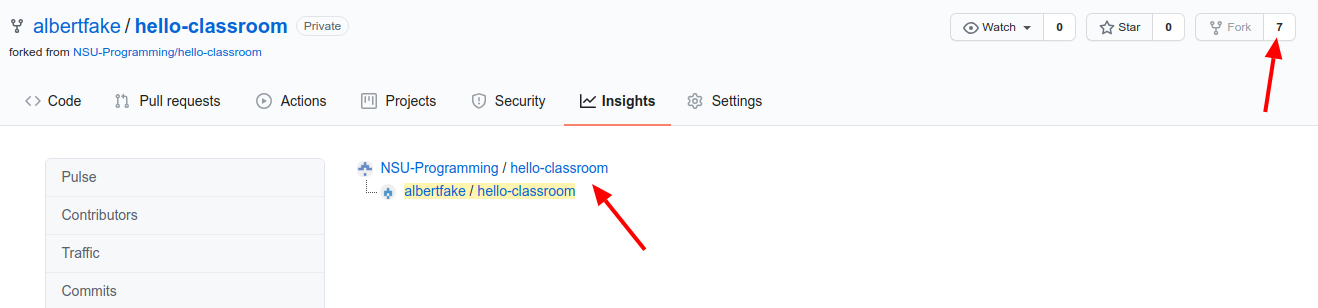 albertfake / hello-classroom Private Watch 0 Star 0 Fork 7
forked from NSU-Programming/hello-classroom
Code Pull requests Actions Projects Security Insights Settings
Pulse
Contributors
Traffic
Commits
NSU-Programming / hello-classroom
albertfake / hello-classroom